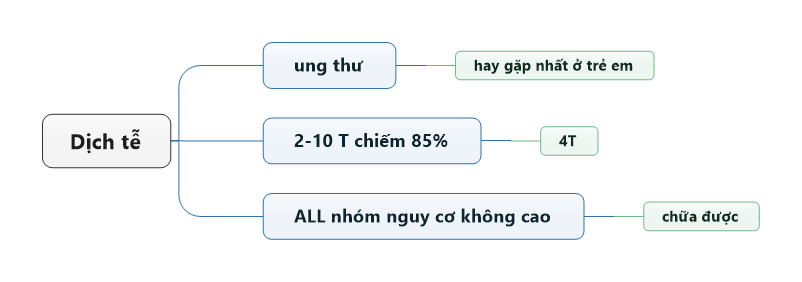 Dịch tễ
ung thư
hay gặp nhất ở trẻ em
2-10 T chiếm 85%
4T
ALL nhóm nguy cơ không cao
chữa được